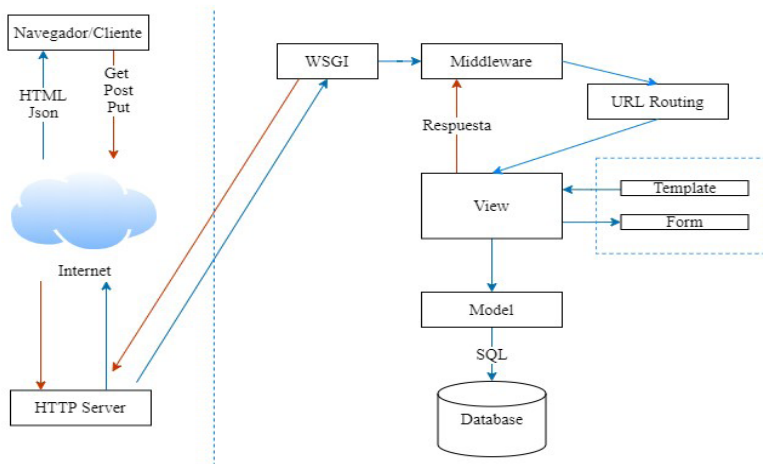 Navegador/Cliente
HTML
Json
Get
Post
Put
Internet
HTTP Server
WSGI
Middleware
URL Routing
Respuesta
View
Template
Form
Model
SQL
Database